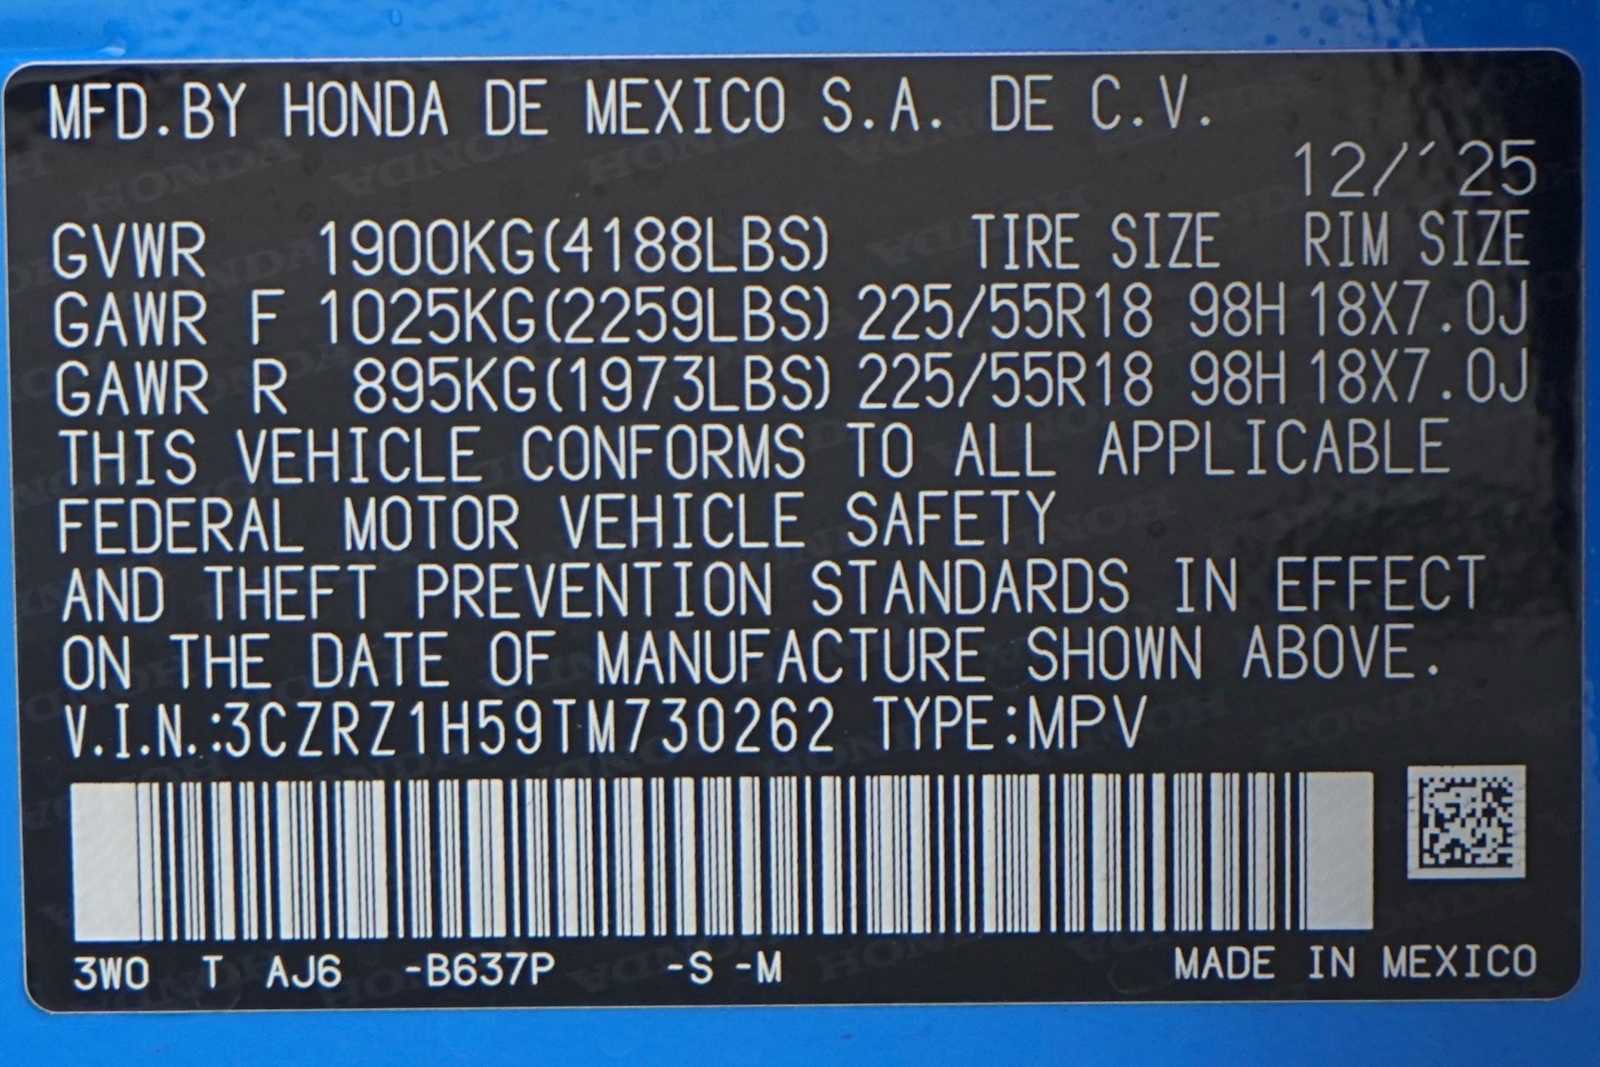 MFD.BY HONDA DE MEXICO S.A. DE C.V.
12/'25
GVWR 1900KG(4188LBS) TIRE SIZE RIM SIZE
GAWR F 1025KG(2259LBS) 225/55R18 98H 18X7.0J
GAWR R 895KG(1973LBS) 225/55R18 98H 18X7.0J
THIS VEHICLE CONFORMS TO ALL APPLICABLE
FEDERAL MOTOR VEHICLE SAFETY
AND THEFT PREVENTION STANDARDS IN EFFECT
ON THE DATE OF MANUFACTURE SHOWN ABOVE.
V.I.N.:3CZRZ1H59TM730262 TYPE:MPV
3W0 T AJ6 -B637P -S -M MADE IN MEXICO